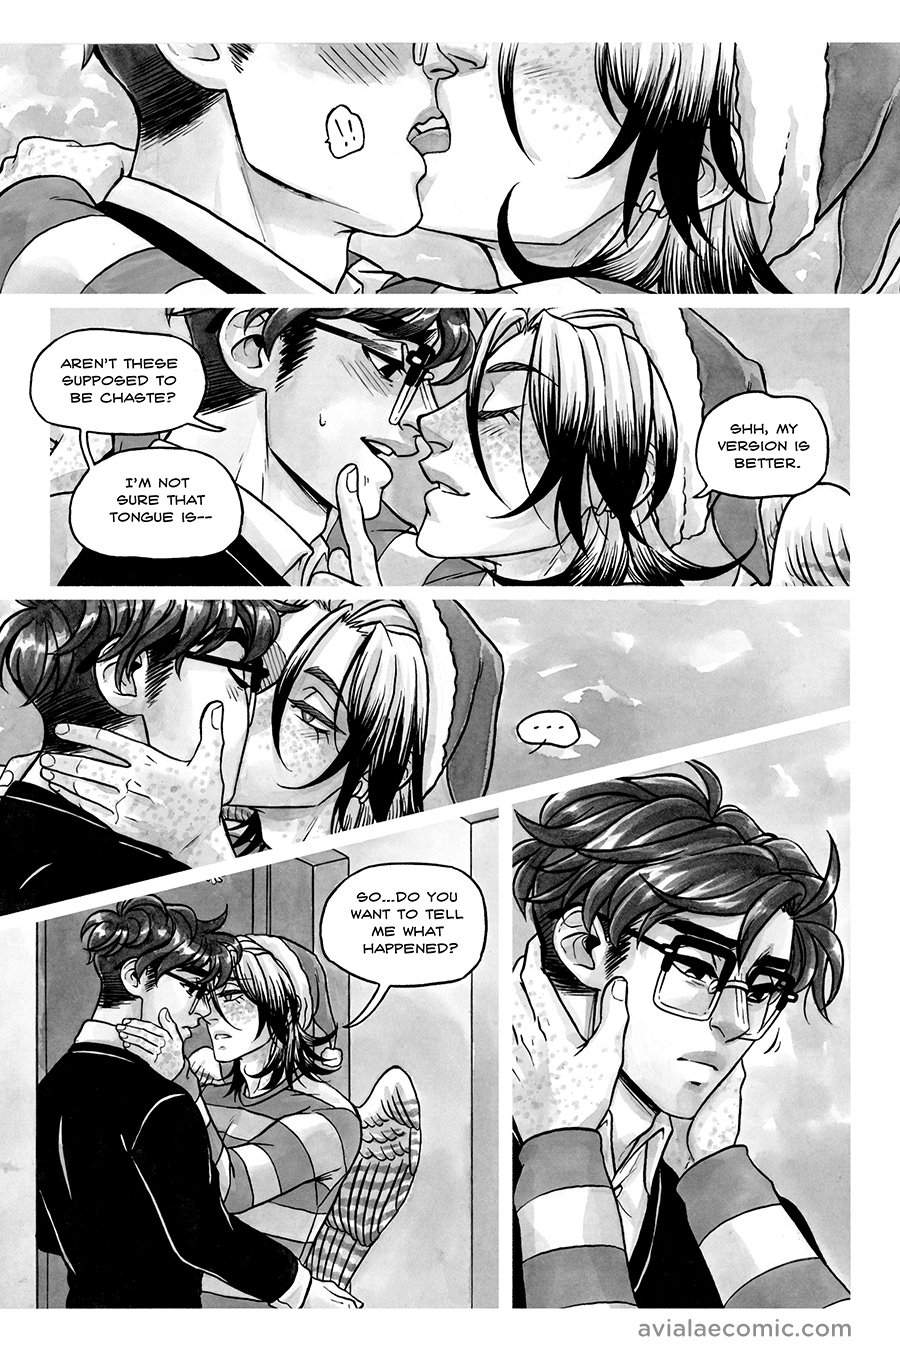 !!
AREN'T THESE
SUPPOSED TO
BE CHASTE?
I'M NOT
SURE THAT
TONGUE IS--
SHH, MY
VERSION IS
BETTER.
...
SO...DO YOU
WANT TO TELL
ME WHAT
HAPPENED?
avialaecomic.com